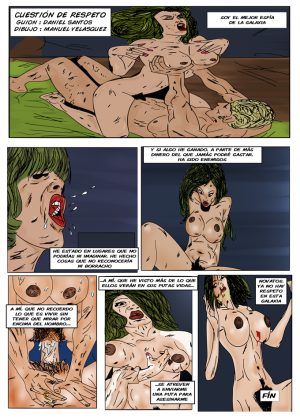 CUESTIÓN DE RESPETO
GUION : DANIEL SANTOS
DIBUJO : MANUEL VELASQUEZ
SOY EL MEJOR ESPÍA
DE LA
GALAXIA
Y SI ALGO HE GANADO, A PARTE DE MÁS
DINERO DEL QUE JAMÁS PODRÉ GASTAR,
HA SIDO ENEMIGOS
HE ESTADO EN LUGARES QUE NO
PODRÍAS NI IMAGINAR. HE HECHO
COSAS QUE NO RECONOCERÍA
NI BORRACHO
A MÍ QUE NO RECUERDO
LO QUE ES VIVIR SIN
TENER QUE MIRAR POR
ENCIMA DEL HOMBRO...
...A MÍ, QUE HE VISTO MÁS DE LO QUE
ELLOS VERÁN EN SUS PUTAS VIDAS...
...SE ATREVEN
A ENVIARME
UNA PUTA PARA
ASESINARME
NOVATOS,
YA NO HAY
RESPETO
EN ESTA
GALAXIA
FÍN